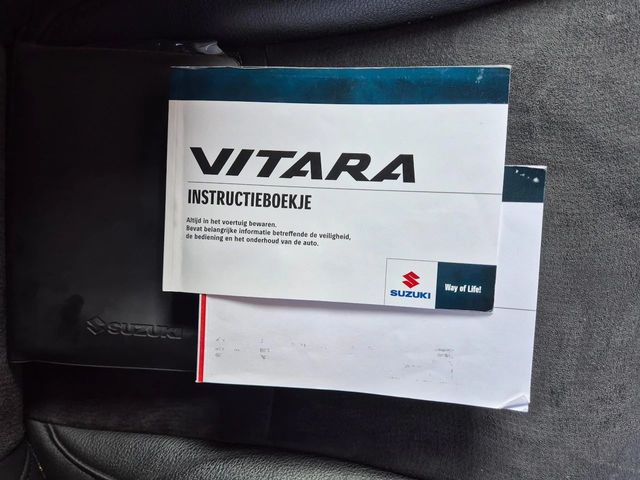 VITARA
INSTRUCTIEBOEKJE
Altijd in het voertuig bewaren.
Bevat belangrijke informatie betreffende de veiligheid,
de bediening en het onderhoud van de auto.
SUZUKI
Way of Life!
SUZUKI